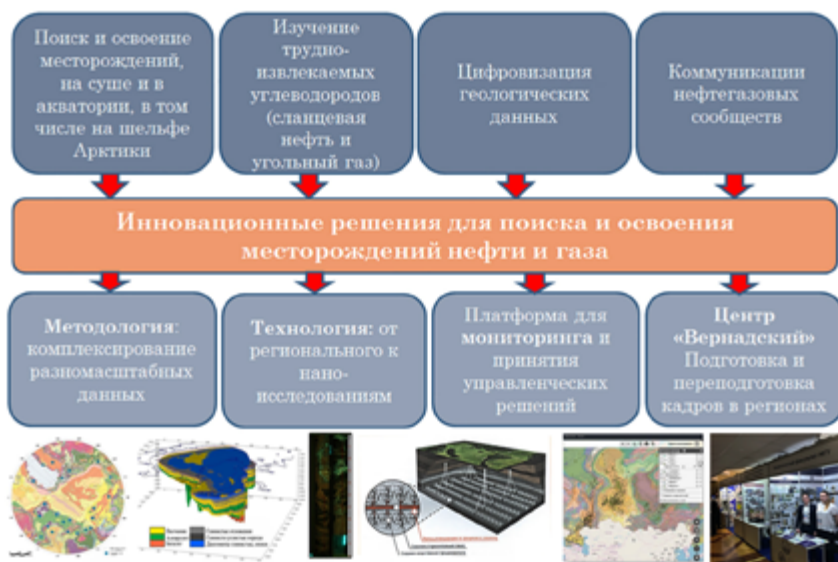 Поиск и освоение
месторождений,
на суше и в
акватории, в том
числе на шельфе
Арктики
Изучение
трудно-
извлекаемых
углеводородов
(сланцевая
нефть и
угольный газ)
Цифровизация
геологических
данных
Коммуникации
нефтегазовых
сообществ
Инновационные решения для поиска и освоения
месторождений нефти и газа
Методология:
комплексирование
разномасштабных
данных
Технология: от
регионального к
нано-
исследованиям
Платформа для
мониторинга и
принятия
управленческих
решений
Центр
«Вернадский»
Подготовка и
переподготовка
кадров в регионах